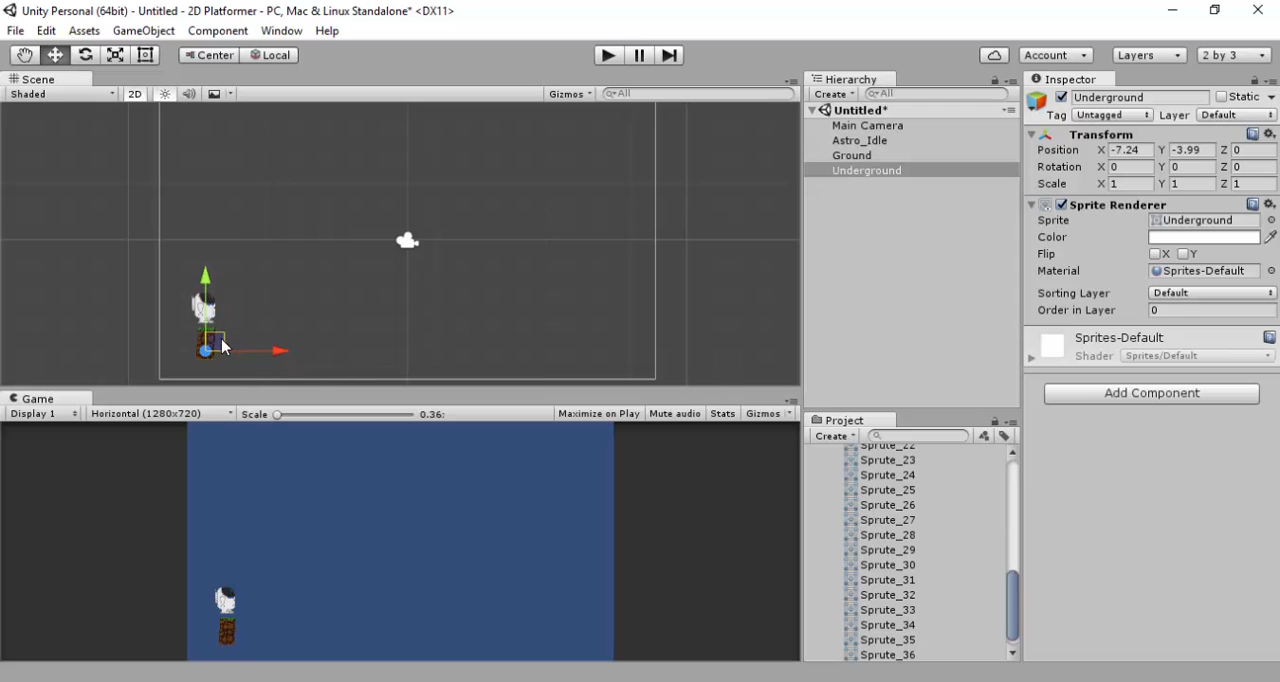 Unity Personal (64bit) - Untitled - 2D Platformer - PC, Mac & Linux Standalone* <DX11>
File Edit Assets GameObject Component Window Help
Center Local Account Layers 2 by 3
Scene
Shaded 2D Gizmos All
Game
Display 1 Horizontal (1280x720) Scale 0.36: Maximize on Play Mute audio Stats Gizmos
Hierarchy
Create All
Untitled*
Main Camera
Astro_Idle
Ground
Underground
Project
Create
Sprute_22
Sprute_23
Sprute_24
Sprute_25
Sprute_26
Sprute_27
Sprute_28
Sprute_29
Sprute_30
Sprute_31
Sprute_32
Sprute_33
Sprute_34
Sprute_35
Sprute_36
Inspector
Underground Static
Tag Untagged Layer Default
Transform
Position X -7.24 Y -3.99 Z 0
Rotation X 0 Y 0 Z 0
Scale X 1 Y 1 Z 1
Sprite Renderer
Sprite Underground
Color
Flip X Y
Material Sprites-Default
Sorting Layer Default
Order in Layer 0
Sprites-Default
Shader Sprites/Default
Add Component